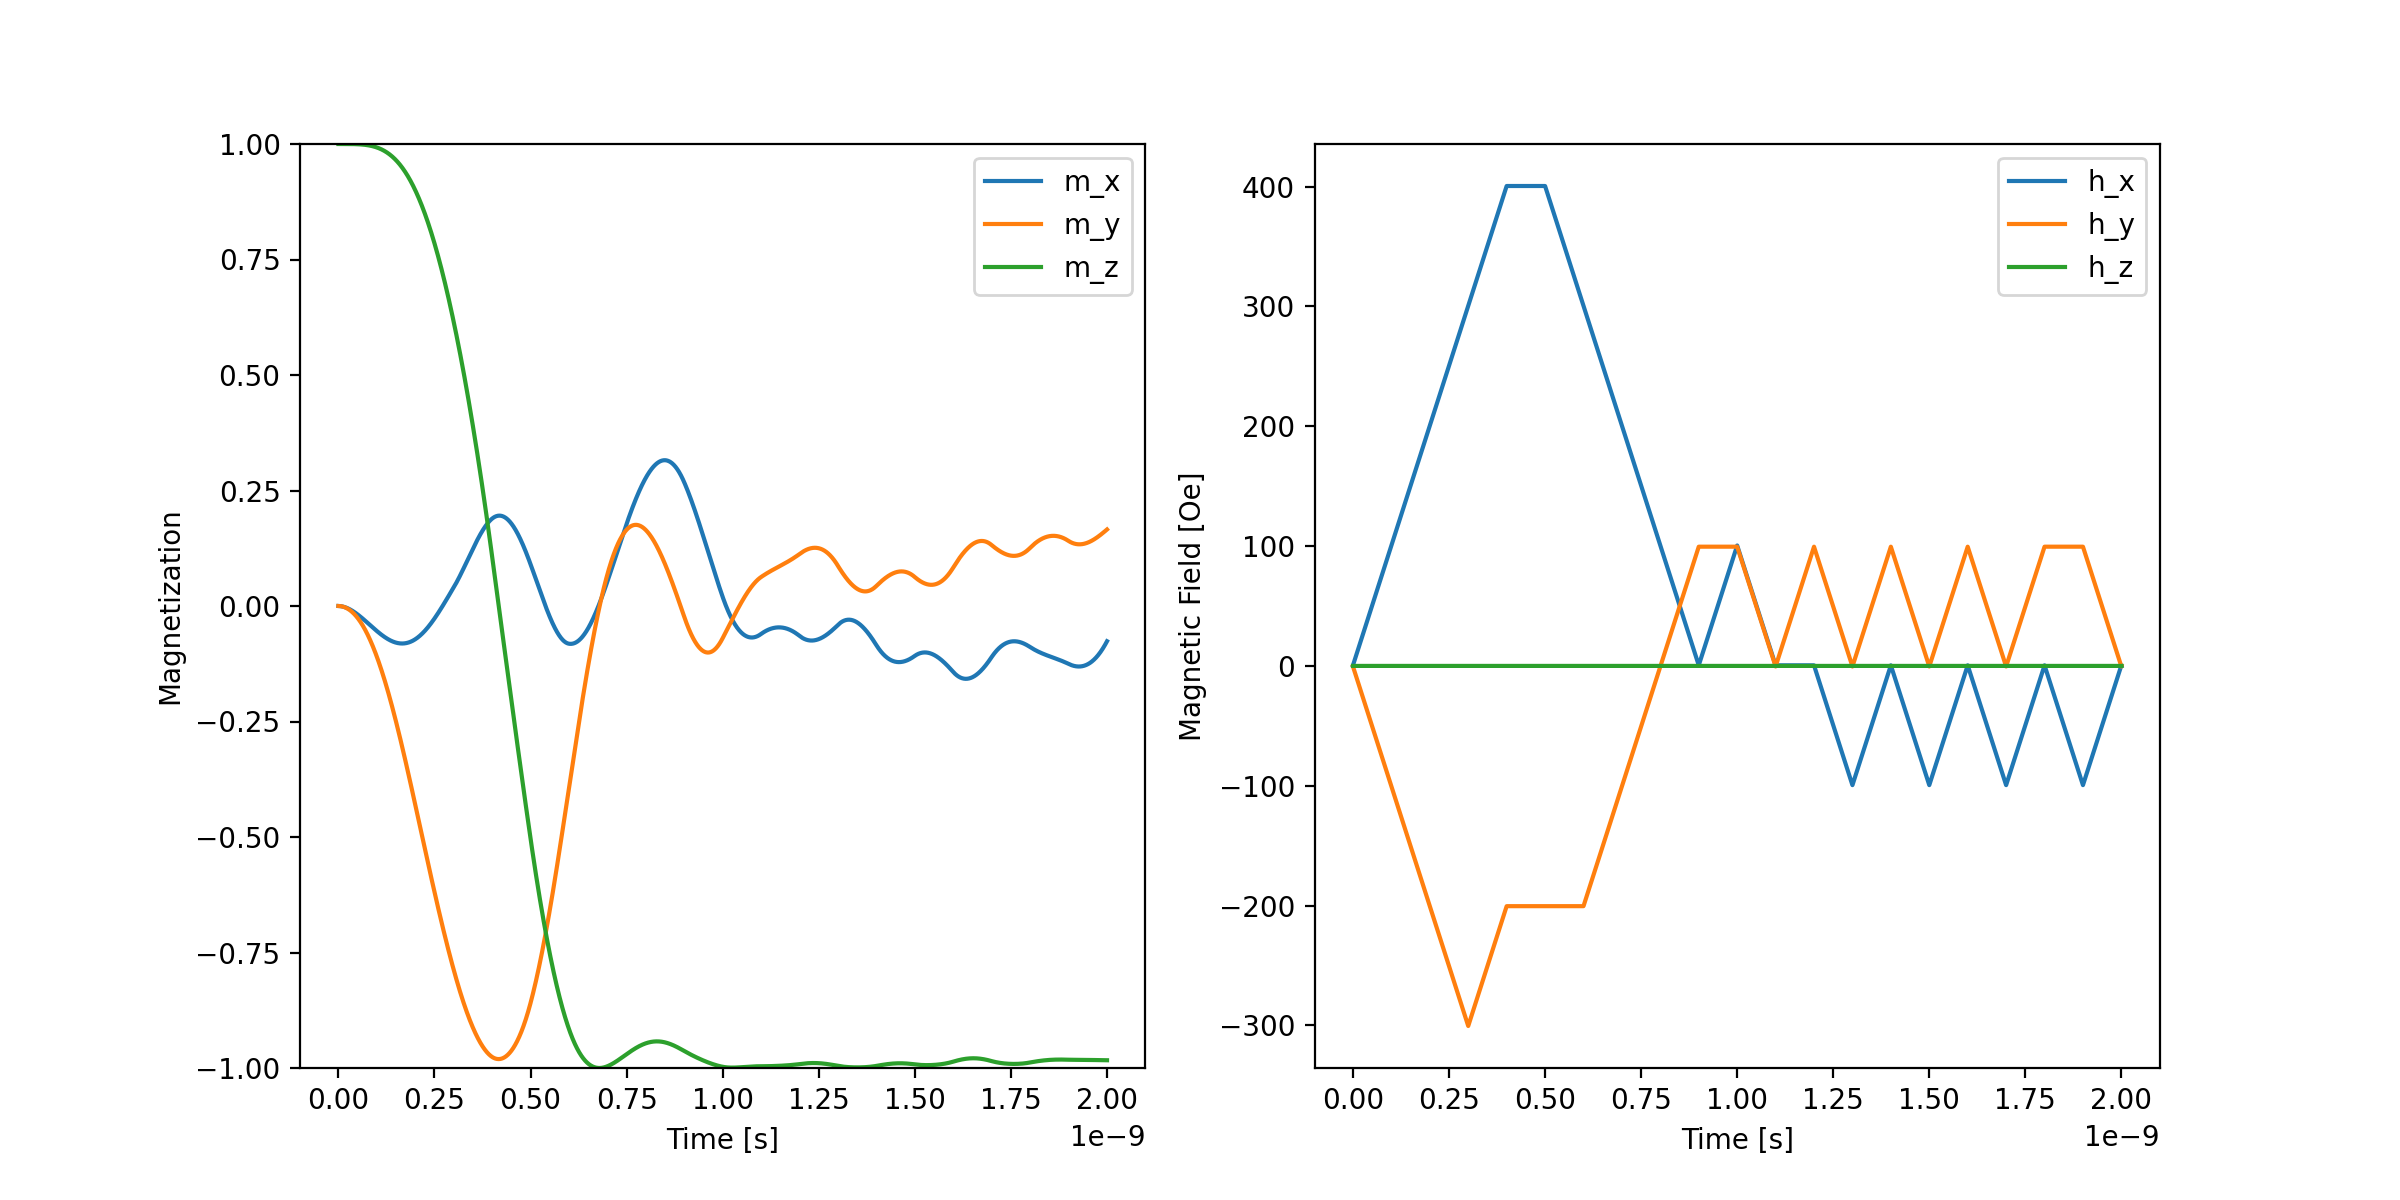 1.00
0.75
0.50
0.25
0.00
−0.25
−0.50
−0.75
−1.00
Magnetization
m_x
m_y
m_z
0.00 0.25 0.50 0.75 1.00 1.25 1.50 1.75 2.00
Time [s]
1e−9
400
300
200
100
0
−100
−200
−300
Magnetic Field [Oe]
h_x
h_y
h_z
0.00 0.25 0.50 0.75 1.00 1.25 1.50 1.75 2.00
Time [s]
1e−9